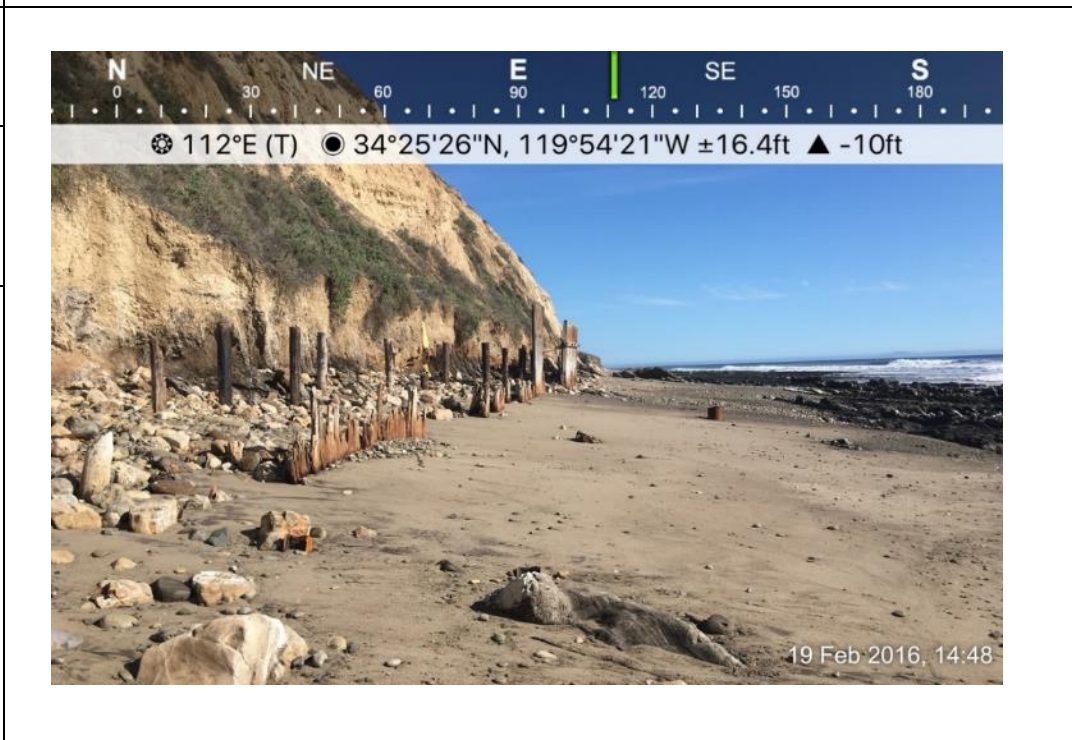 N NE E SE S
0 30 60 90 120 150 180
112°E (T) 34°25'26"N, 119°54'21"W ±16.4ft ▲ -10ft
19 Feb 2016, 14:48